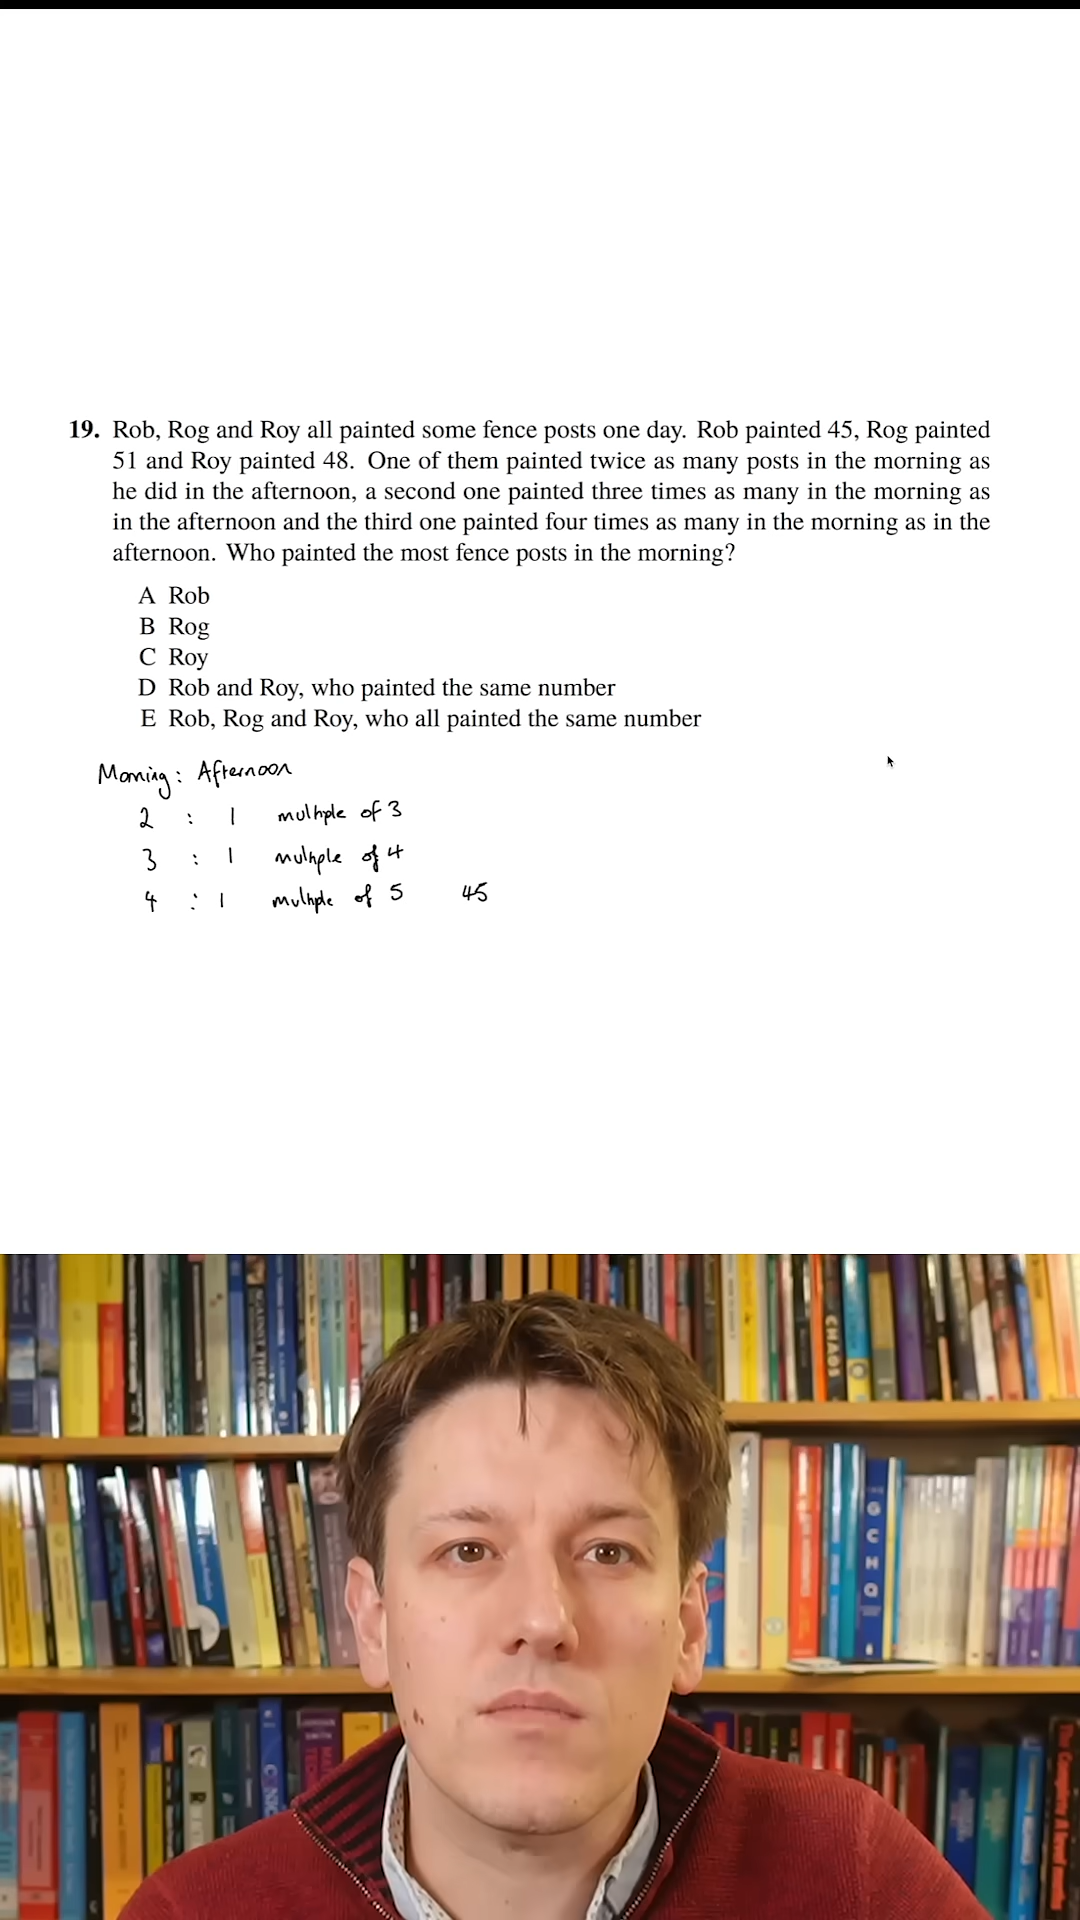 19. Rob, Rog and Roy all painted some fence posts one day. Rob painted 45, Rog painted
51 and Roy painted 48. One of them painted twice as many posts in the morning as
he did in the afternoon, a second one painted three times as many in the morning as
in the afternoon and the third one painted four times as many in the morning as in the
afternoon. Who painted the most fence posts in the morning?
A Rob
B Rog
C Roy
D Rob and Roy, who painted the same number
E Rob, Rog and Roy, who all painted the same number
Morning : Afternoon
2 : 1 multiple of 3
3 : 1 multiple of 4
4 : 1 multiple of 5 45
CHAOS
GCHQ